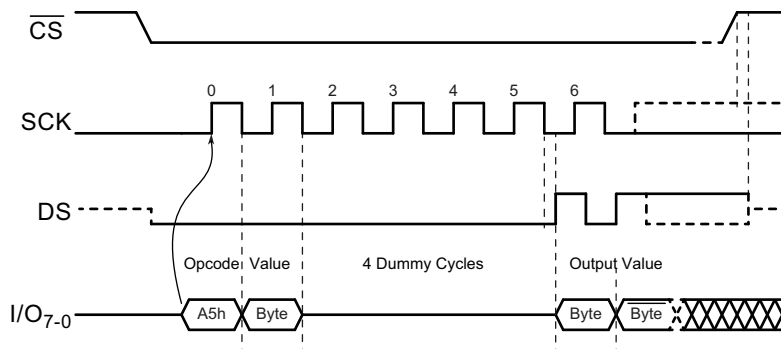 CS
0 1 2 3 4 5 6
SCK
DS
Opcode Value 4 Dummy Cycles Output Value
I/O7-0 A5h Byte Byte Byte